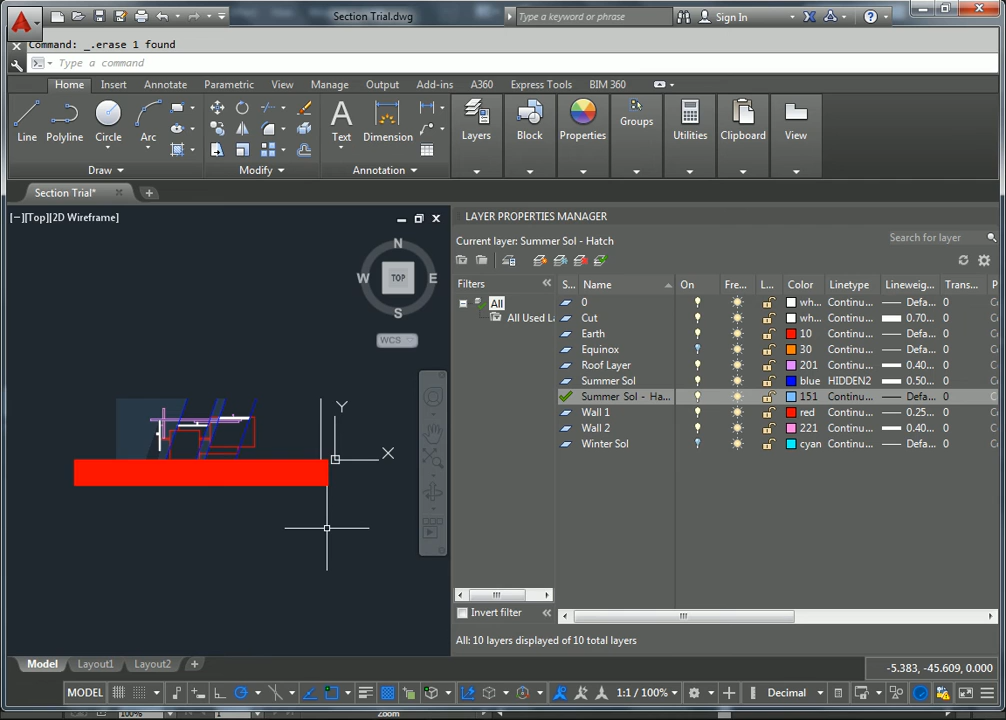 Section Trial.dwg
Type a keyword or phrase
Sign In
Command: _.erase 1 found
Type a command
Home Insert Annotate Parametric View Manage Output Add-ins A360 Express Tools BIM 360
Line Polyline Circle Arc Text Dimension Layers Block Properties Groups Utilities Clipboard View
Draw Modify Annotation
Section Trial*
[−][Top][2D Wireframe]
LAYER PROPERTIES MANAGER
Current layer: Summer Sol - Hatch
Search for layer
Filters
S... Name On Fre... L... Color Linetype Lineweig... Trans... P
All
All Used La
0 wh... Continu... Defa... 0
Cut wh... Continu... 0.70... 0
Earth 10 Continu... Defa... 0
Equinox 30 Continu... Defa... 0
Roof Layer 201 Continu... 0.40... 0
Summer Sol blue HIDDEN2 0.50... 0
Summer Sol - Ha... 151 Continu... Defa... 0
Wall 1 red Continu... 0.25... 0
Wall 2 221 Continu... 0.40... 0
Winter Sol cyan Continu... Defa... 0
N
W TOP E
S
WCS
Y
X
Invert filter
All: 10 layers displayed of 10 total layers
Model Layout1 Layout2
-5.383, -45.609, 0.000
MODEL 1:1 / 100% Decimal
100% 1 Zoom